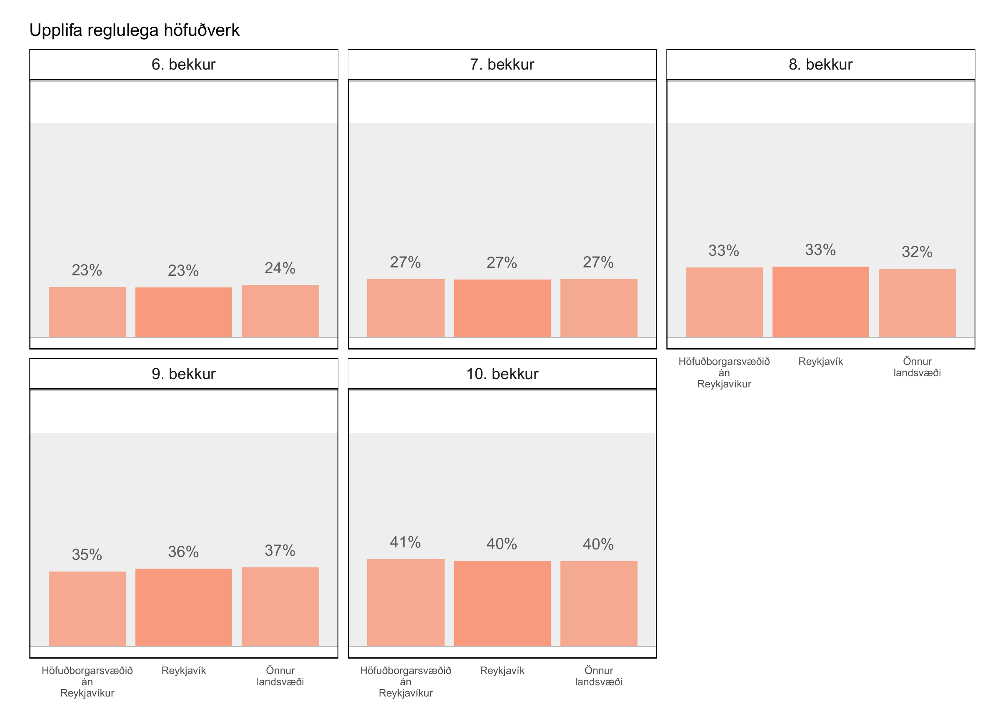 Upplifa reglulega höfuðverk
6. bekkur
23%
23%
24%
7. bekkur
27%
27%
27%
8. bekkur
33%
33%
32%
Höfuðborgarsvæðið
án
Reykjavíkur
Reykjavík
Önnur
landsvæði
9. bekkur
35%
36%
37%
Höfuðborgarsvæðið
án
Reykjavíkur
Reykjavík
Önnur
landsvæði
10. bekkur
41%
40%
40%
Höfuðborgarsvæðið
án
Reykjavíkur
Reykjavík
Önnur
landsvæði